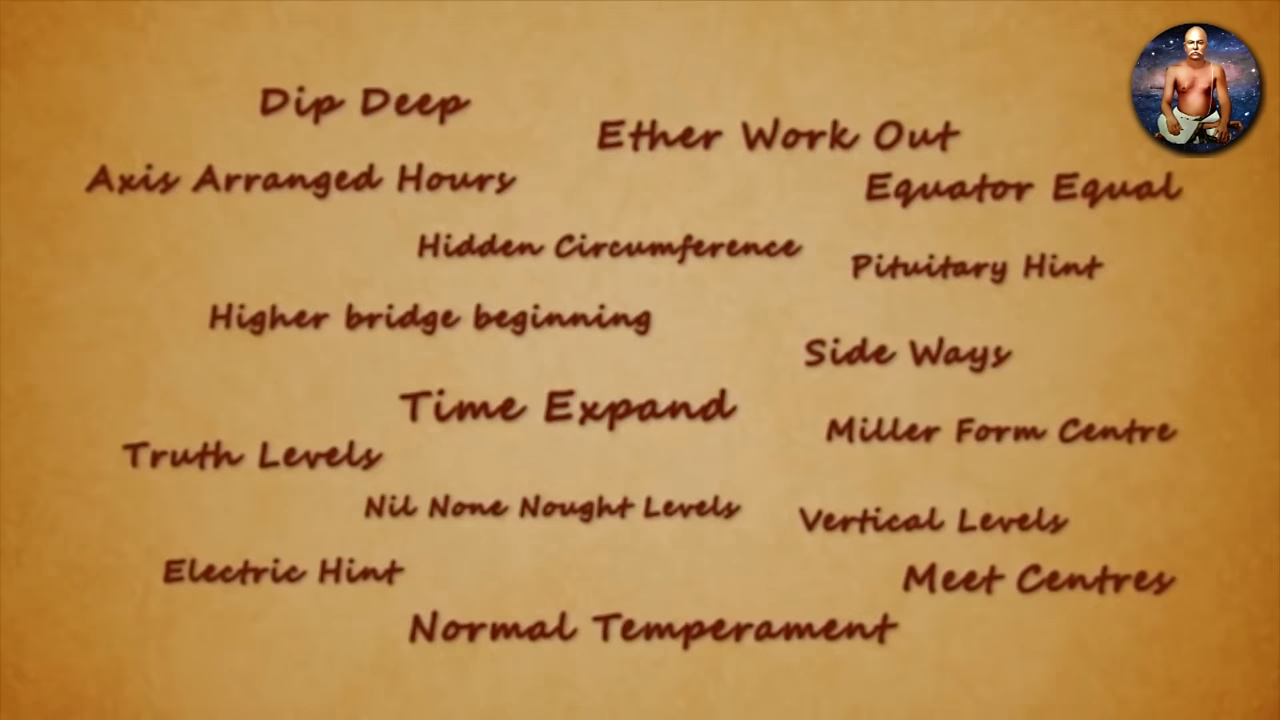 Dip Deep
Ether Work Out
Axis Arranged Hours
Equator Equal
Hidden Circumference
Pituitary Hint
Higher bridge beginning
Side Ways
Time Expand
Miller Form Centre
Truth Levels
Nil None Nought Levels
Vertical Levels
Electric Hint
Meet Centres
Normal Temperament